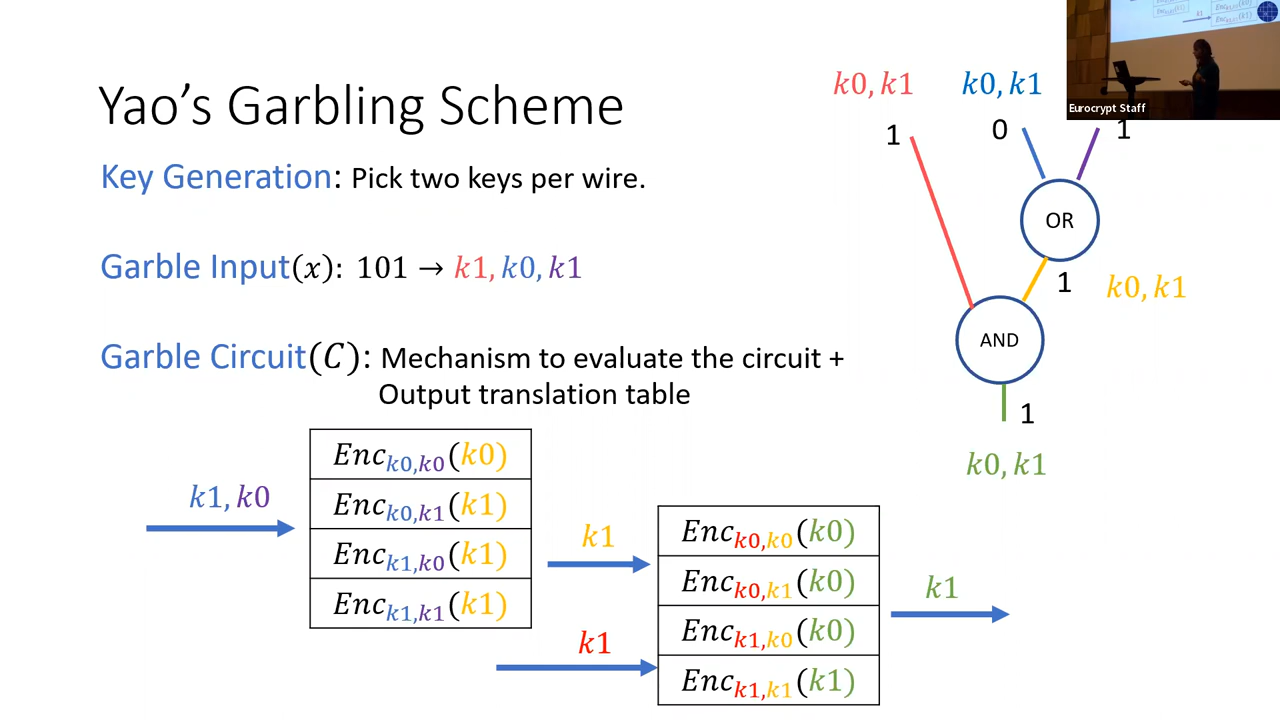 Yao's Garbling Scheme
Key Generation: Pick two keys per wire.
Garble Input(x): 101 → k1, k0, k1
Garble Circuit(C): Mechanism to evaluate the circuit +
Output translation table
k1, k0
Enc_{k0,k0}(k0)
Enc_{k0,k1}(k1)
Enc_{k1,k0}(k1)
Enc_{k1,k1}(k1)
k1
k1
Enc_{k0,k0}(k0)
Enc_{k0,k1}(k0)
Enc_{k1,k0}(k0)
Enc_{k1,k1}(k1)
k1
k0, k1
k0, k1
1
0
1
OR
1
k0, k1
AND
1
k0, k1
Eurocrypt Staff